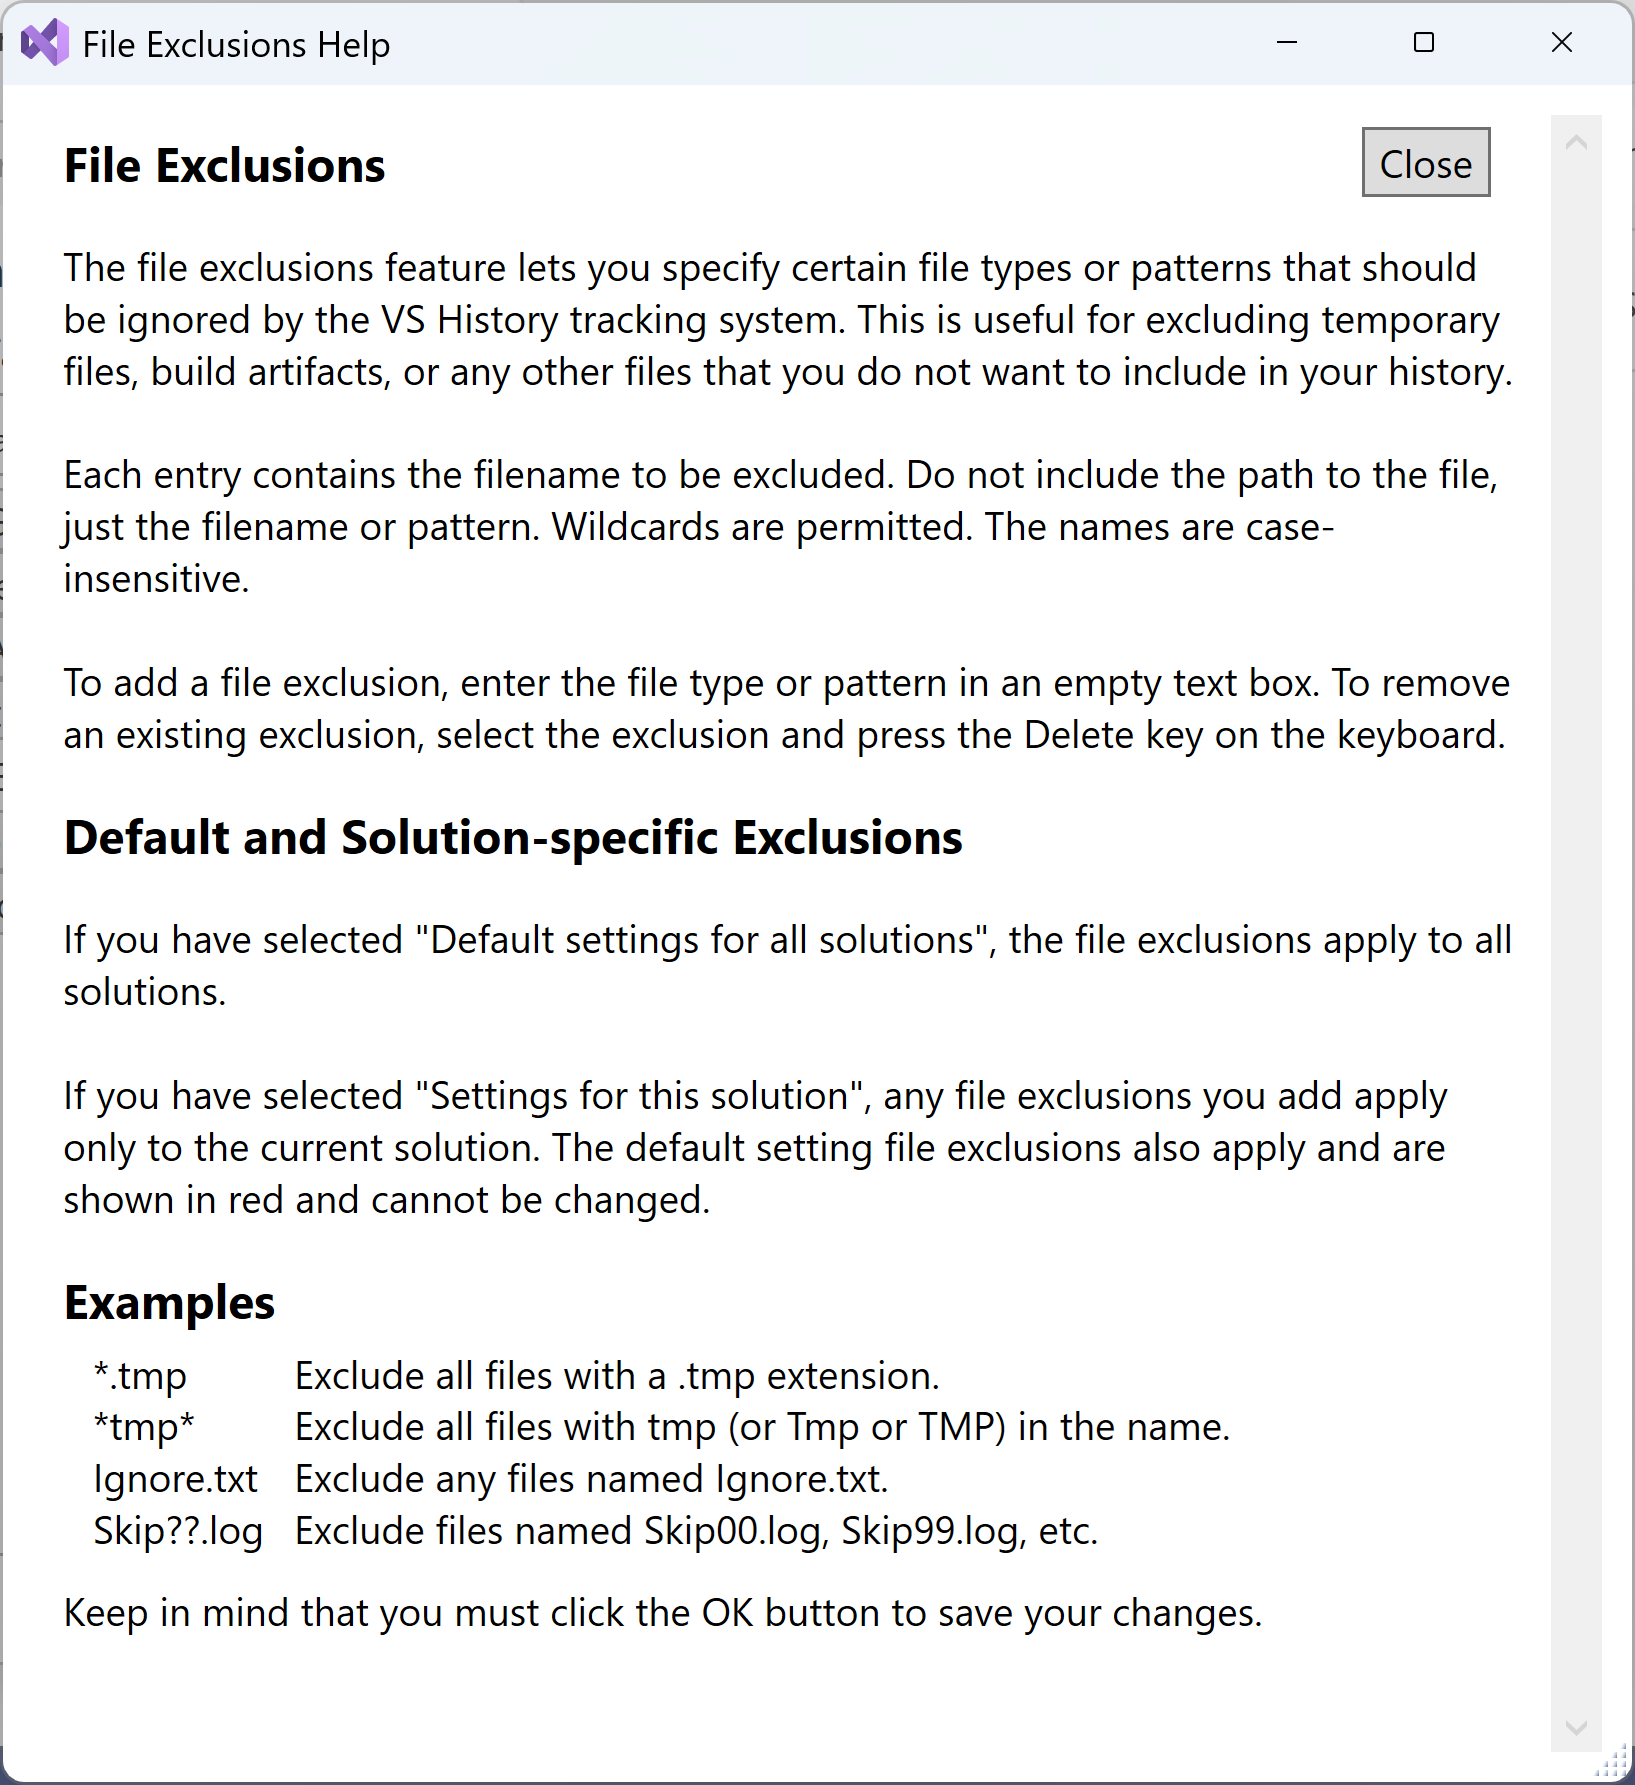 File Exclusions Help
File Exclusions
Close
The file exclusions feature lets you specify certain file types or patterns that should
be ignored by the VS History tracking system. This is useful for excluding temporary
files, build artifacts, or any other files that you do not want to include in your history.
Each entry contains the filename to be excluded. Do not include the path to the file,
just the filename or pattern. Wildcards are permitted. The names are case-
insensitive.
To add a file exclusion, enter the file type or pattern in an empty text box. To remove
an existing exclusion, select the exclusion and press the Delete key on the keyboard.
Default and Solution-specific Exclusions
If you have selected "Default settings for all solutions", the file exclusions apply to all
solutions.
If you have selected "Settings for this solution", any file exclusions you add apply
only to the current solution. The default setting file exclusions also apply and are
shown in red and cannot be changed.
Examples
*.tmp Exclude all files with a .tmp extension.
*tmp* Exclude all files with tmp (or Tmp or TMP) in the name.
Ignore.txt Exclude any files named Ignore.txt.
Skip??.log Exclude files named Skip00.log, Skip99.log, etc.
Keep in mind that you must click the OK button to save your changes.